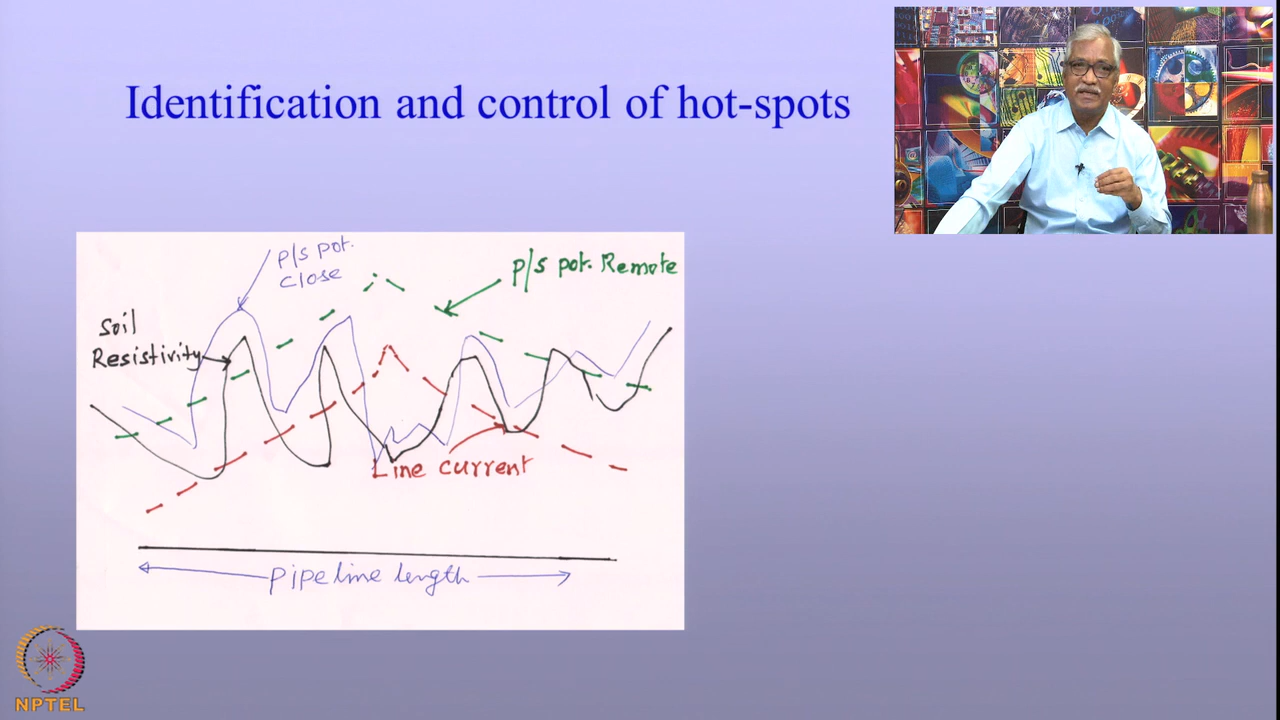 Identification and control of hot-spots
p/s pot.
close
p/s pot. Remote
Soil
Resistivity
Line current
pipeline length
NPTEL